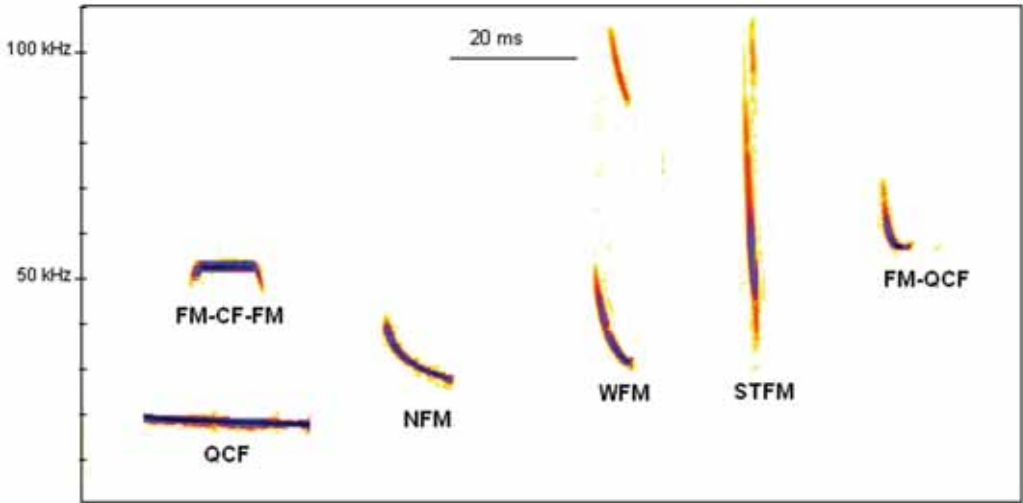 100 kHz
20 ms
50 kHz
FM-CF-FM
FM-QCF
NFM
WFM
STFM
QCF